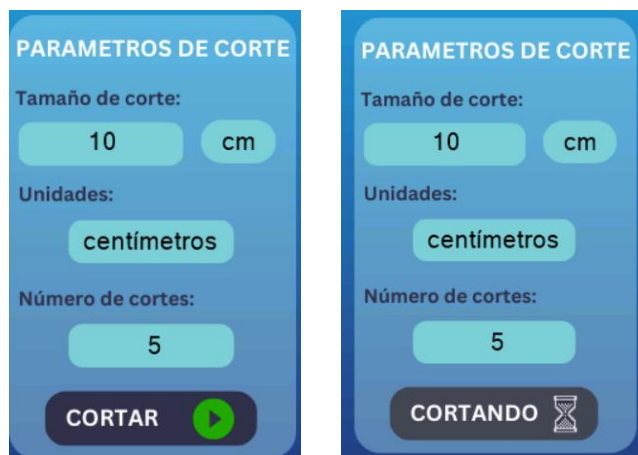 PARAMETROS DE CORTE
Tamaño de corte:
10
cm
Unidades:
centímetros
Número de cortes:
5
CORTAR
PARAMETROS DE CORTE
Tamaño de corte:
10
cm
Unidades:
centímetros
Número de cortes:
5
CORTANDO